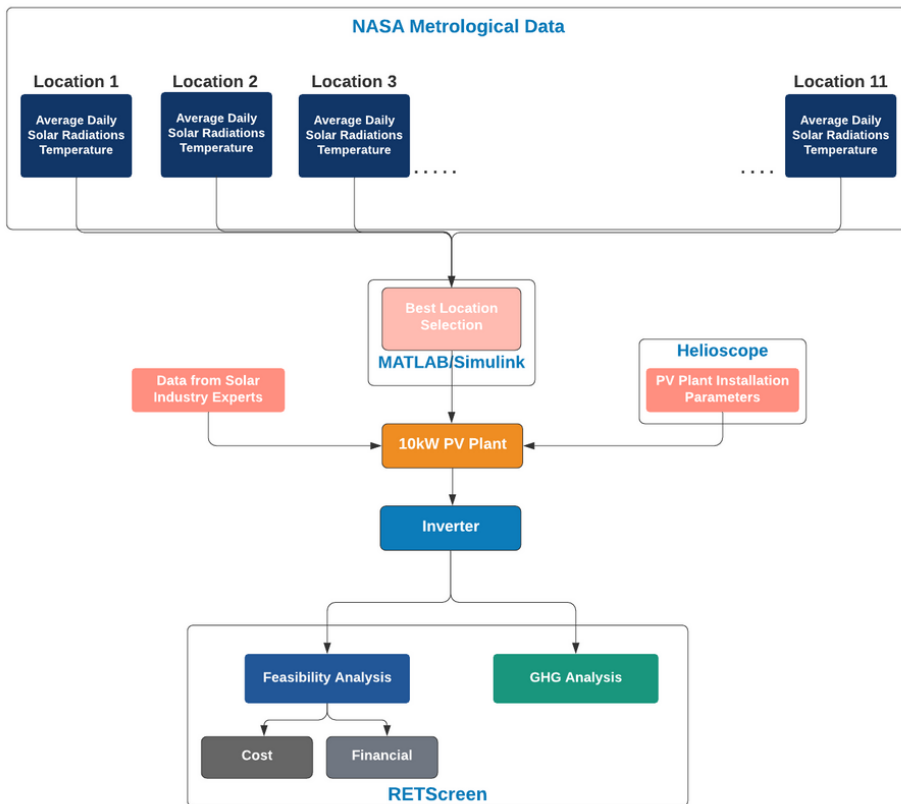 NASA Metrological Data
Location 1
Location 2
Location 3
Location 11
Average Daily
Solar Radiations
Temperature
Average Daily
Solar Radiations
Temperature
Average Daily
Solar Radiations
Temperature
.....
....
Average Daily
Solar Radiations
Temperature
Best Location
Selection
MATLAB/Simulink
Helioscope
Data from Solar
Industry Experts
PV Plant Installation
Parameters
10kW PV Plant
Inverter
Feasibility Analysis
GHG Analysis
Cost
Financial
RETScreen